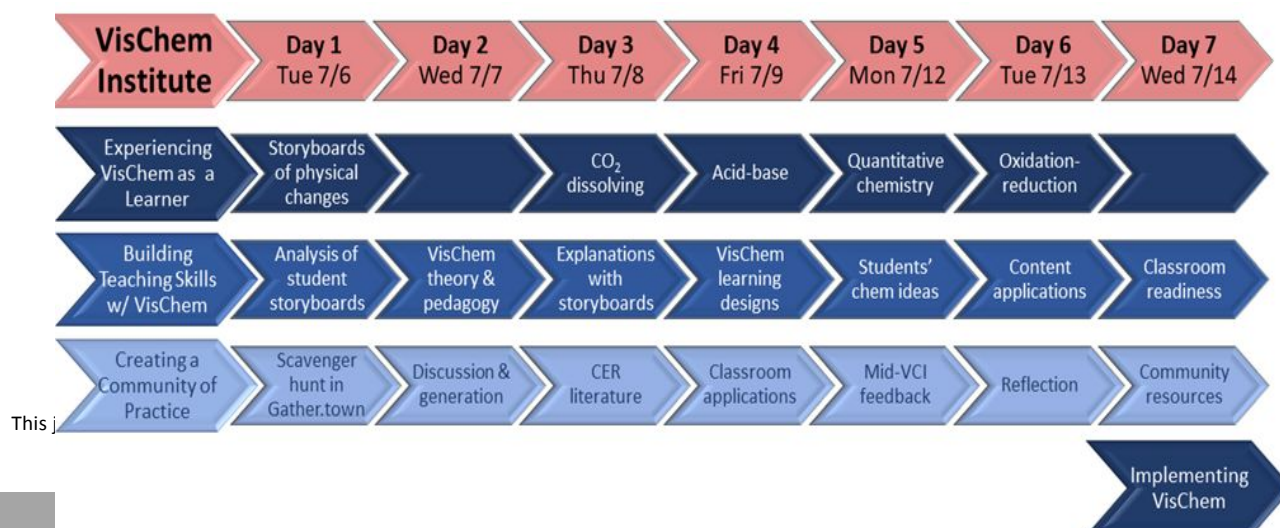 VisChem
Institute
Day 1
Tue 7/6
Day 2
Wed 7/7
Day 3
Thu 7/8
Day 4
Fri 7/9
Day 5
Mon 7/12
Day 6
Tue 7/13
Day 7
Wed 7/14
Experiencing
VisChem as a
Learner
Storyboards
of physical
changes
CO₂
dissolving
Acid-base
Quantitative
chemistry
Oxidation-
reduction
Building
Teaching Skills
w/ VisChem
Analysis of
student
storyboards
VisChem
theory &
pedagogy
Explanations
with
storyboards
VisChem
learning
designs
Students’
chem ideas
Content
applications
Classroom
readiness
Creating a
Community of
Practice
Scavenger
hunt in
Gather.town
Discussion &
generation
CER
literature
Classroom
applications
Mid-VCI
feedback
Reflection
Community
resources
This
Implementing
VisChem